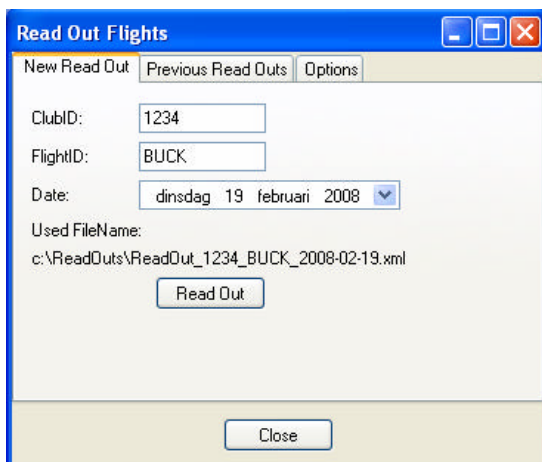 Read Out Flights
New Read Out Previous Read Outs Options
ClubID: 1234
FlightID: BUCK
Date: dinsdag 19 februari 2008
Used FileName:
c:\ReadOuts\ReadOut_1234_BUCK_2008-02-19.xml
Read Out
Close